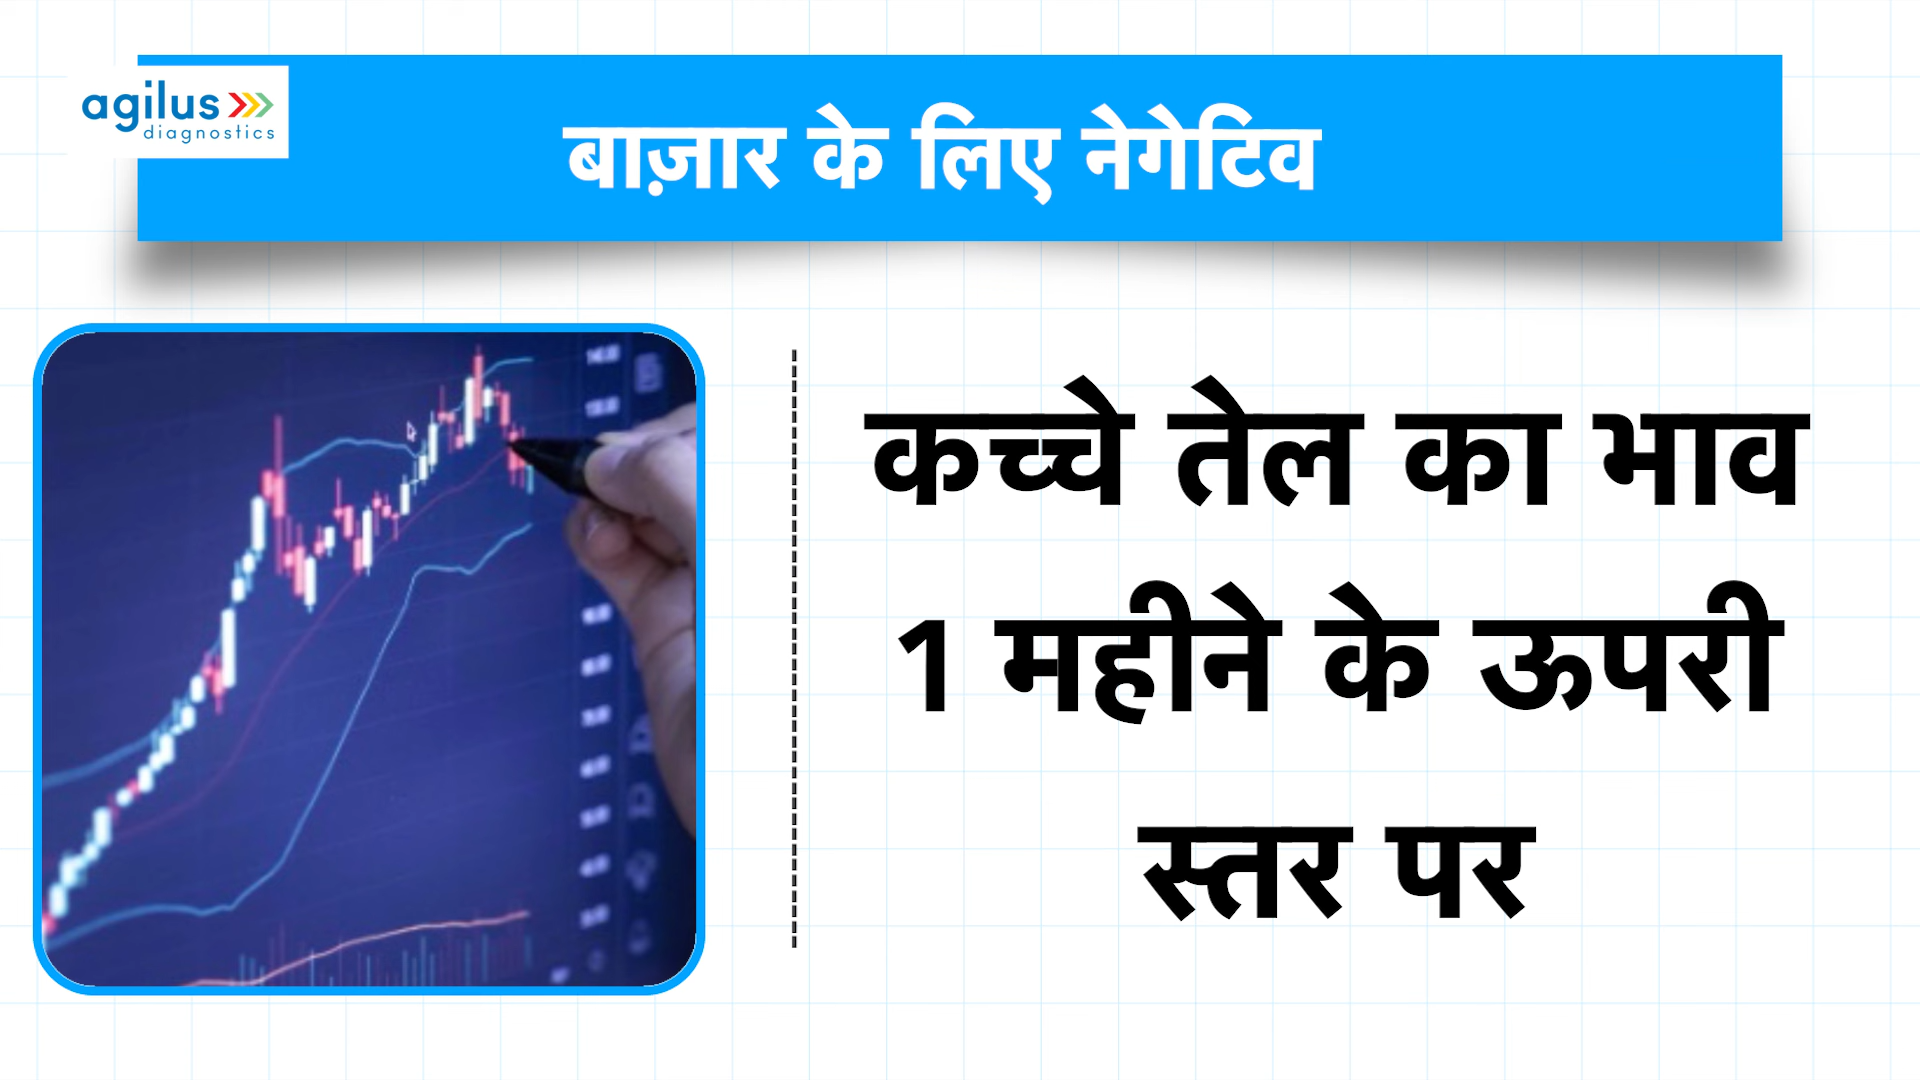 agilus
diagnostics
बाज़ार के लिए नेगेटिव
कच्चे तेल का भाव
1 महीने के ऊपरी
स्तर पर